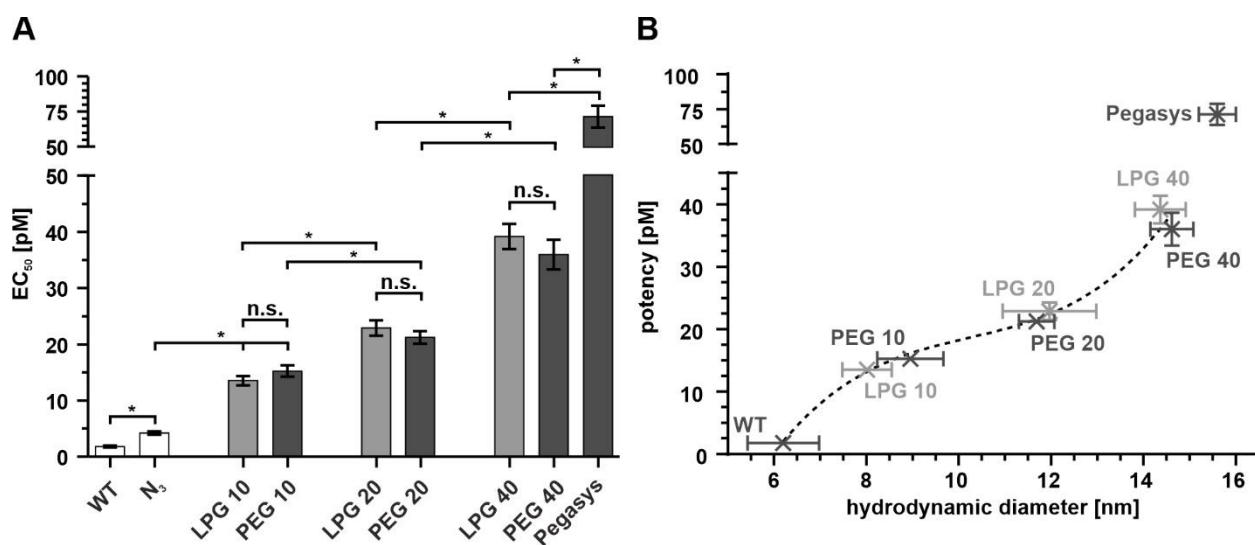 A
100
75
50
50
40
30
20
10
0
EC50 [pM]
*
*
*
*
*
*
*
*
n.s.
n.s.
n.s.
WT
N3
LPG 10
PEG 10
LPG 20
PEG 20
LPG 40
PEG 40
Pegasys
B
100
75
50
40
30
20
10
0
potency [pM]
Pegasys
LPG 40
PEG 40
LPG 20
PEG 20
PEG 10
LPG 10
WT
6
8
10
12
14
16
hydrodynamic diameter [nm]